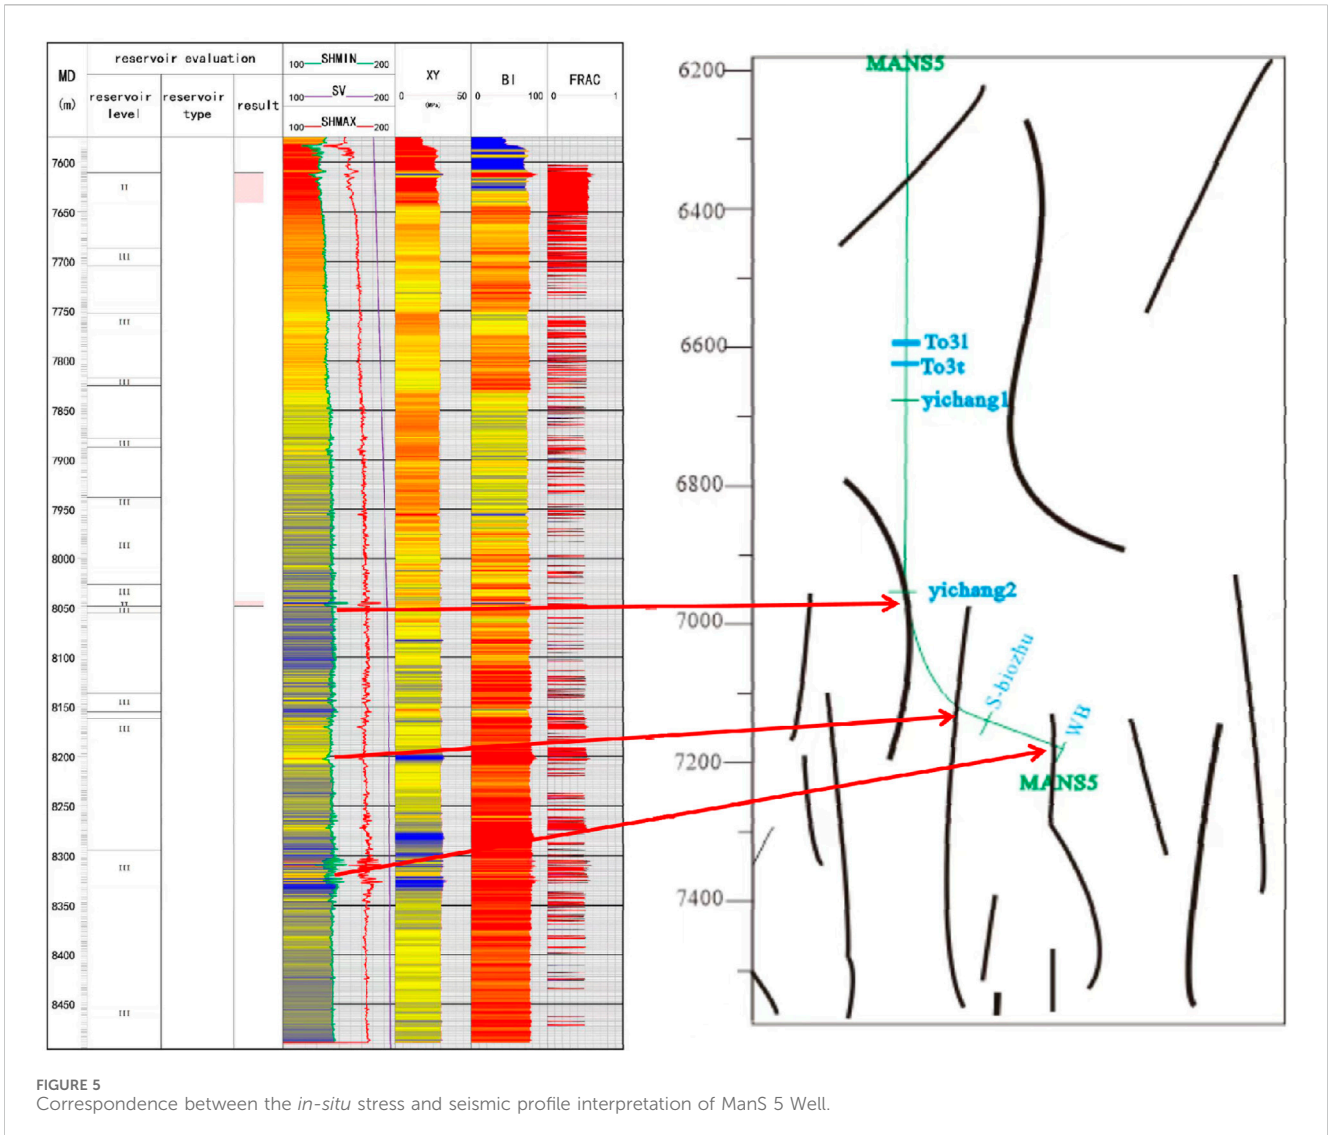 MD
(m)
reservoir evaluation
reservoir
level
reservoir
type
result
100 SHMIN 200
100 SV 200
100 SHMAX 200
XY
0 50
(MPa)
BI
0 100
FRAC
0 1
7600
7650
7700
7750
7800
7850
7900
7950
8000
8050
8100
8150
8200
8250
8300
8350
8400
8450
II
III
III
III
III
III
III
III
II
III
III
III
III
III
6200
6400
6600
6800
7000
7200
7400
MANS5
To3l
To3t
yichang1
yichang2
S-biozhu
WB
MANS5
FIGURE 5
Correspondence between the in-situ stress and seismic profile interpretation of ManS 5 Well.